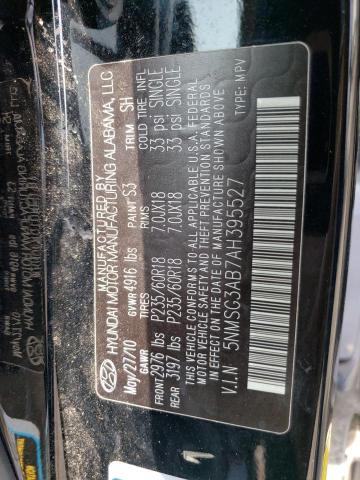 MANUFACTURED BY
HYUNDAI MOTOR MANUFACTURING ALABAMA, LLC
May/27/10 GVWR 4916 lbs PAINT S3 TRIM SH
GAWR TIRES RIMS COLD TIRE INFL
FRONT 2976 lbs P235/60R18 7.0JX18 33 psi SINGLE
REAR 3197 lbs P235/60R18 7.0JX18 33 psi SINGLE
THIS VEHICLE CONFORMS TO ALL APPLICABLE FEDERAL MOTOR
VEHICLE SAFETY, BUMPER, AND THEFT PREVENTION STANDARDS
IN EFFECT ON THE DATE OF MANUFACTURE SHOWN ABOVE.
V.I.N 5NMSG3AB7AH395527 TYPE: MPV
1